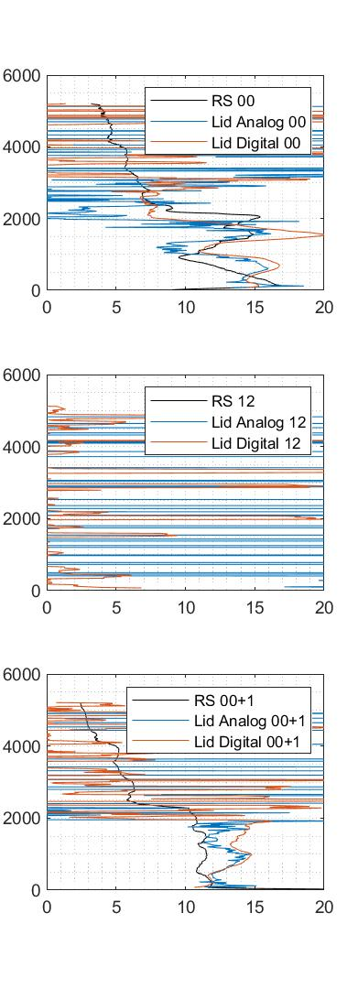 6000
RS 00
Lid Analog 00
Lid Digital 00
4000
2000
0
0 5 10 15 20
6000
RS 12
Lid Analog 12
Lid Digital 12
4000
2000
0
0 5 10 15 20
6000
RS 00+1
Lid Analog 00+1
Lid Digital 00+1
4000
2000
0
0 5 10 15 20